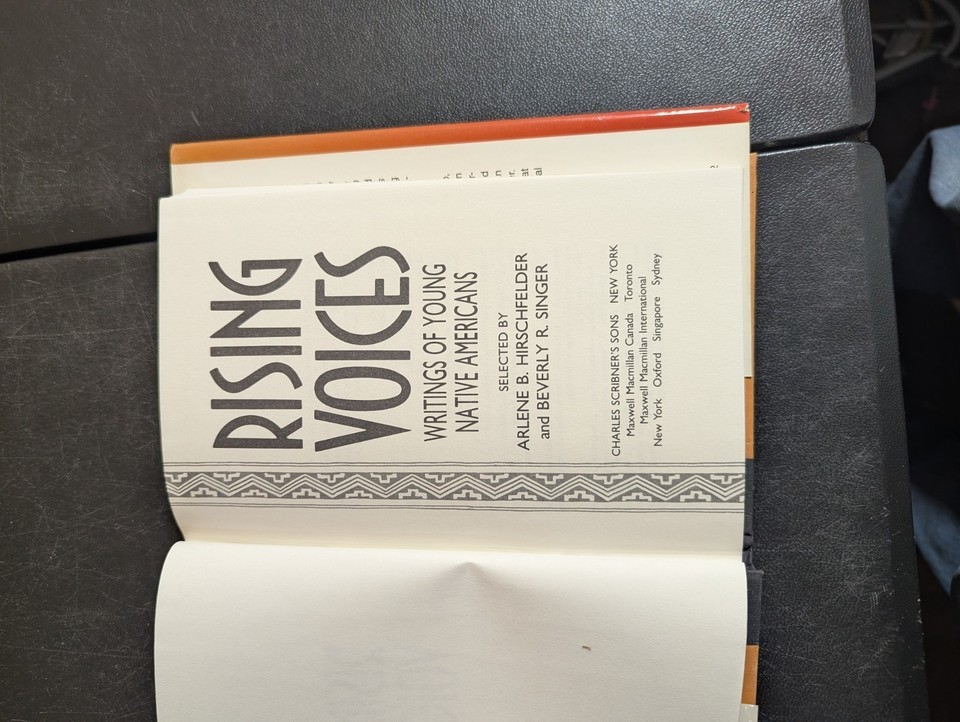 RISING
VOICES
WRITINGS OF YOUNG
NATIVE AMERICANS
SELECTED BY
ARLENE B. HIRSCHFELDER
and BEVERLY R. SINGER
CHARLES SCRIBNER'S SONS NEW YORK
Maxwell Macmillan Canada Toronto
Maxwell Macmillan International
New York Oxford Singapore Sydney